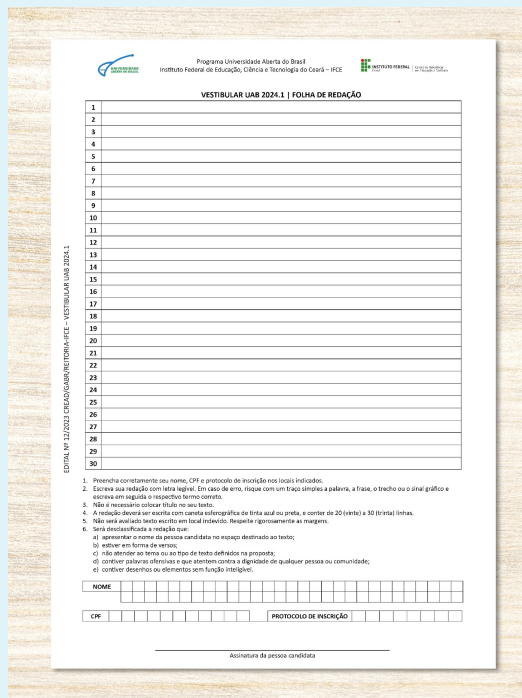 UNIVERSIDADE
ABERTA DO BRASIL
Programa Universidade Aberta do Brasil
Instituto Federal de Educação, Ciência e Tecnologia do Ceará – IFCE
INSTITUTO FEDERAL
Ceará
VESTIBULAR UAB 2024.1 | FOLHA DE REDAÇÃO
1
2
3
4
5
6
7
8
9
10
11
12
13
14
15
16
17
18
19
20
21
22
23
24
25
26
27
28
29
30
EDITAL Nº 12/2023 CREAD/GABR/REITORIA-IFCE – VESTIBULAR UAB 2024.1
1. Preencha corretamente seu nome, CPF e protocolo de inscrição nos locais indicados.
2. Escreva sua redação com letra legível. Em caso de erro, risque com um traço simples a palavra, a frase, o trecho ou o sinal gráfico e
escreva em seguida o respectivo termo correto.
3. Não é necessário colocar título no seu texto.
4. A redação deverá ser escrita com caneta esferográfica de tinta azul ou preta, e conter de 20 (vinte) a 30 (trinta) linhas.
5. Não será avaliado texto escrito em local indevido. Respeite rigorosamente as margens.
6. Será desclassificada a redação que:
a) apresentar o nome da pessoa candidata no espaço destinado ao texto;
b) estiver em forma de versos;
c) não atender ao tema ou ao tipo de texto definidos na proposta;
d) contiver palavras ofensivas e que atentem contra a dignidade de qualquer pessoa ou comunidade;
e) contiver desenhos ou elementos sem função inteligível.
NOME
CPF
PROTOCOLO DE INSCRIÇÃO
Assinatura da pessoa candidata